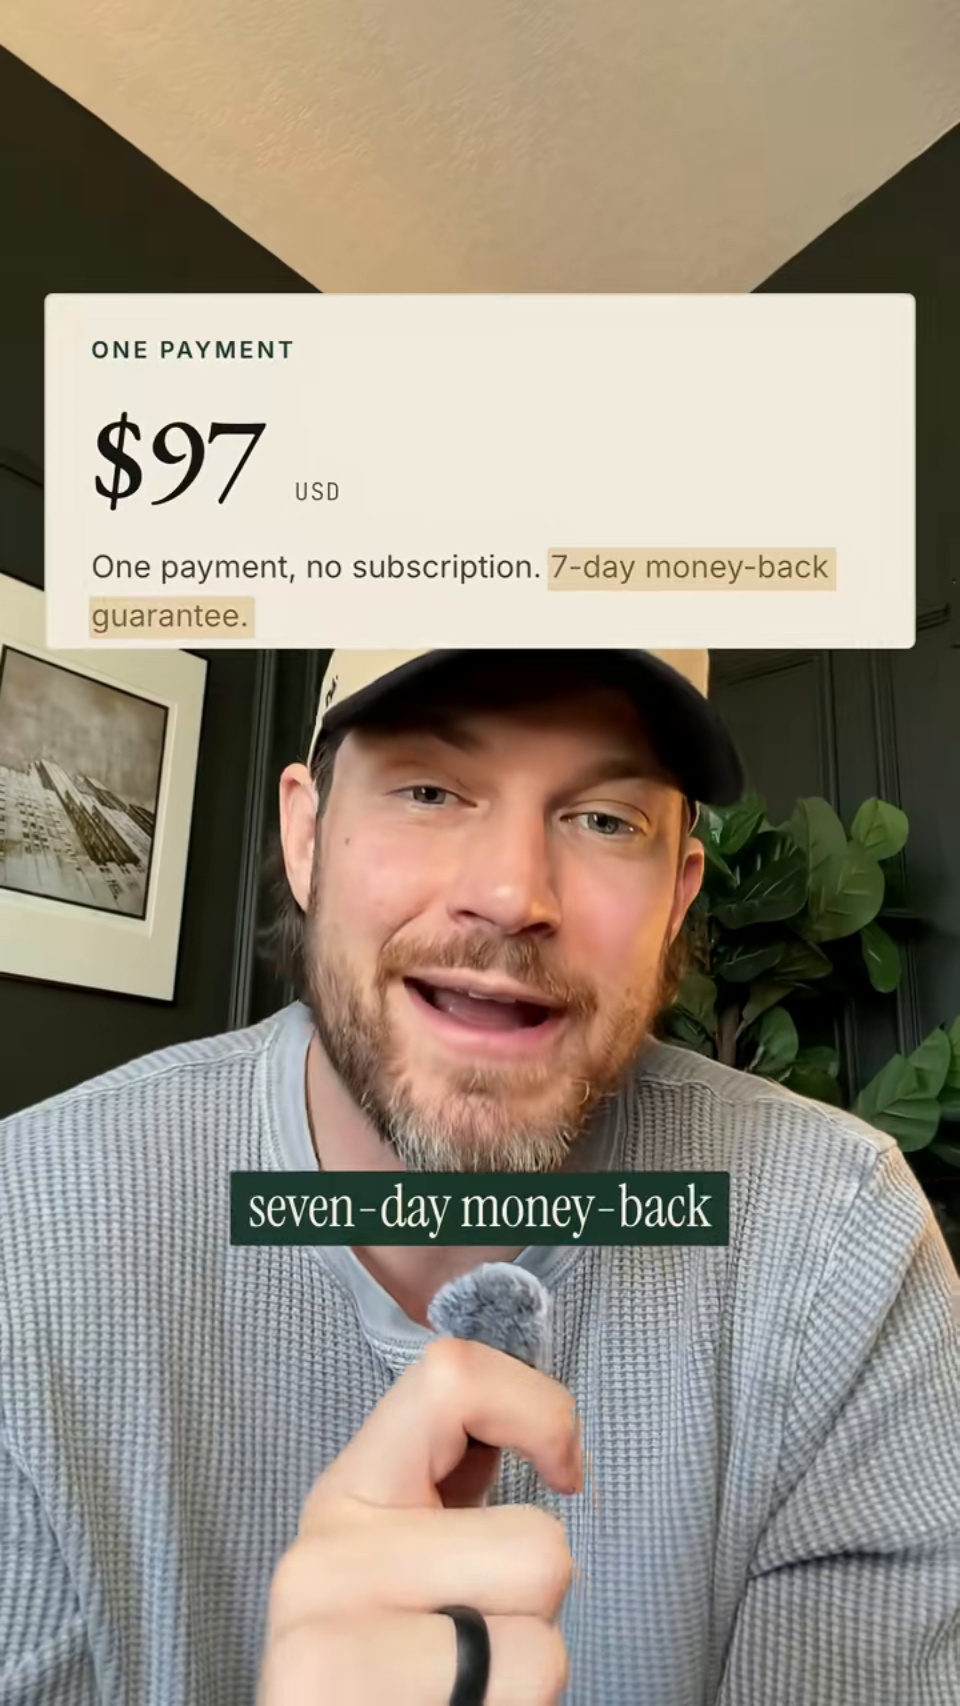 ONE PAYMENT
$97 USD
One payment, no subscription. 7-day money-back
guarantee.
seven-day money-back